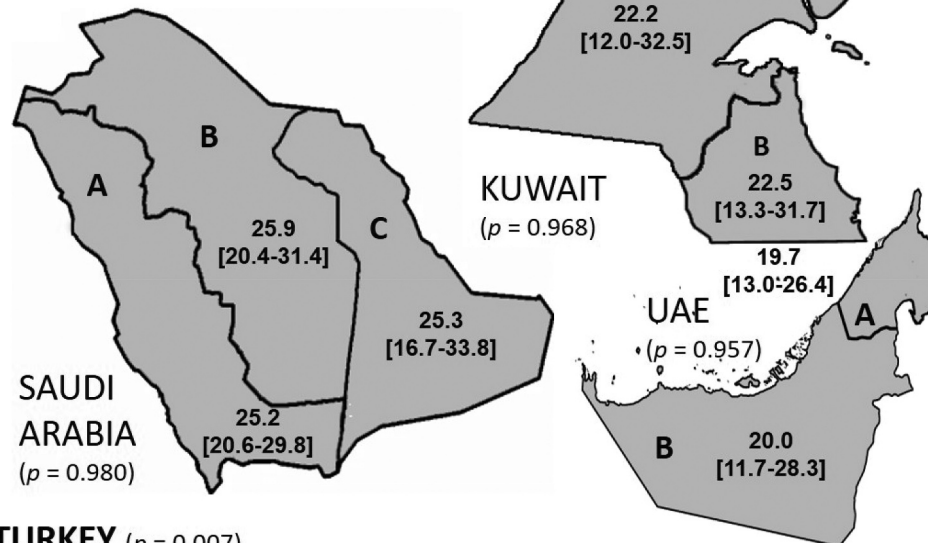 22.2
[12.0-32.5]
B
A
25.9
[20.4-31.4]
C
25.3
[16.7-33.8]
25.2
[20.6-29.8]
SAUDI
ARABIA
(p = 0.980)
KUWAIT
(p = 0.968)
B
22.5
[13.3-31.7]
19.7
[13.0-26.4]
UAE
(p = 0.957)
A
B
20.0
[11.7-28.3]
TURKEY (p = 0.007)